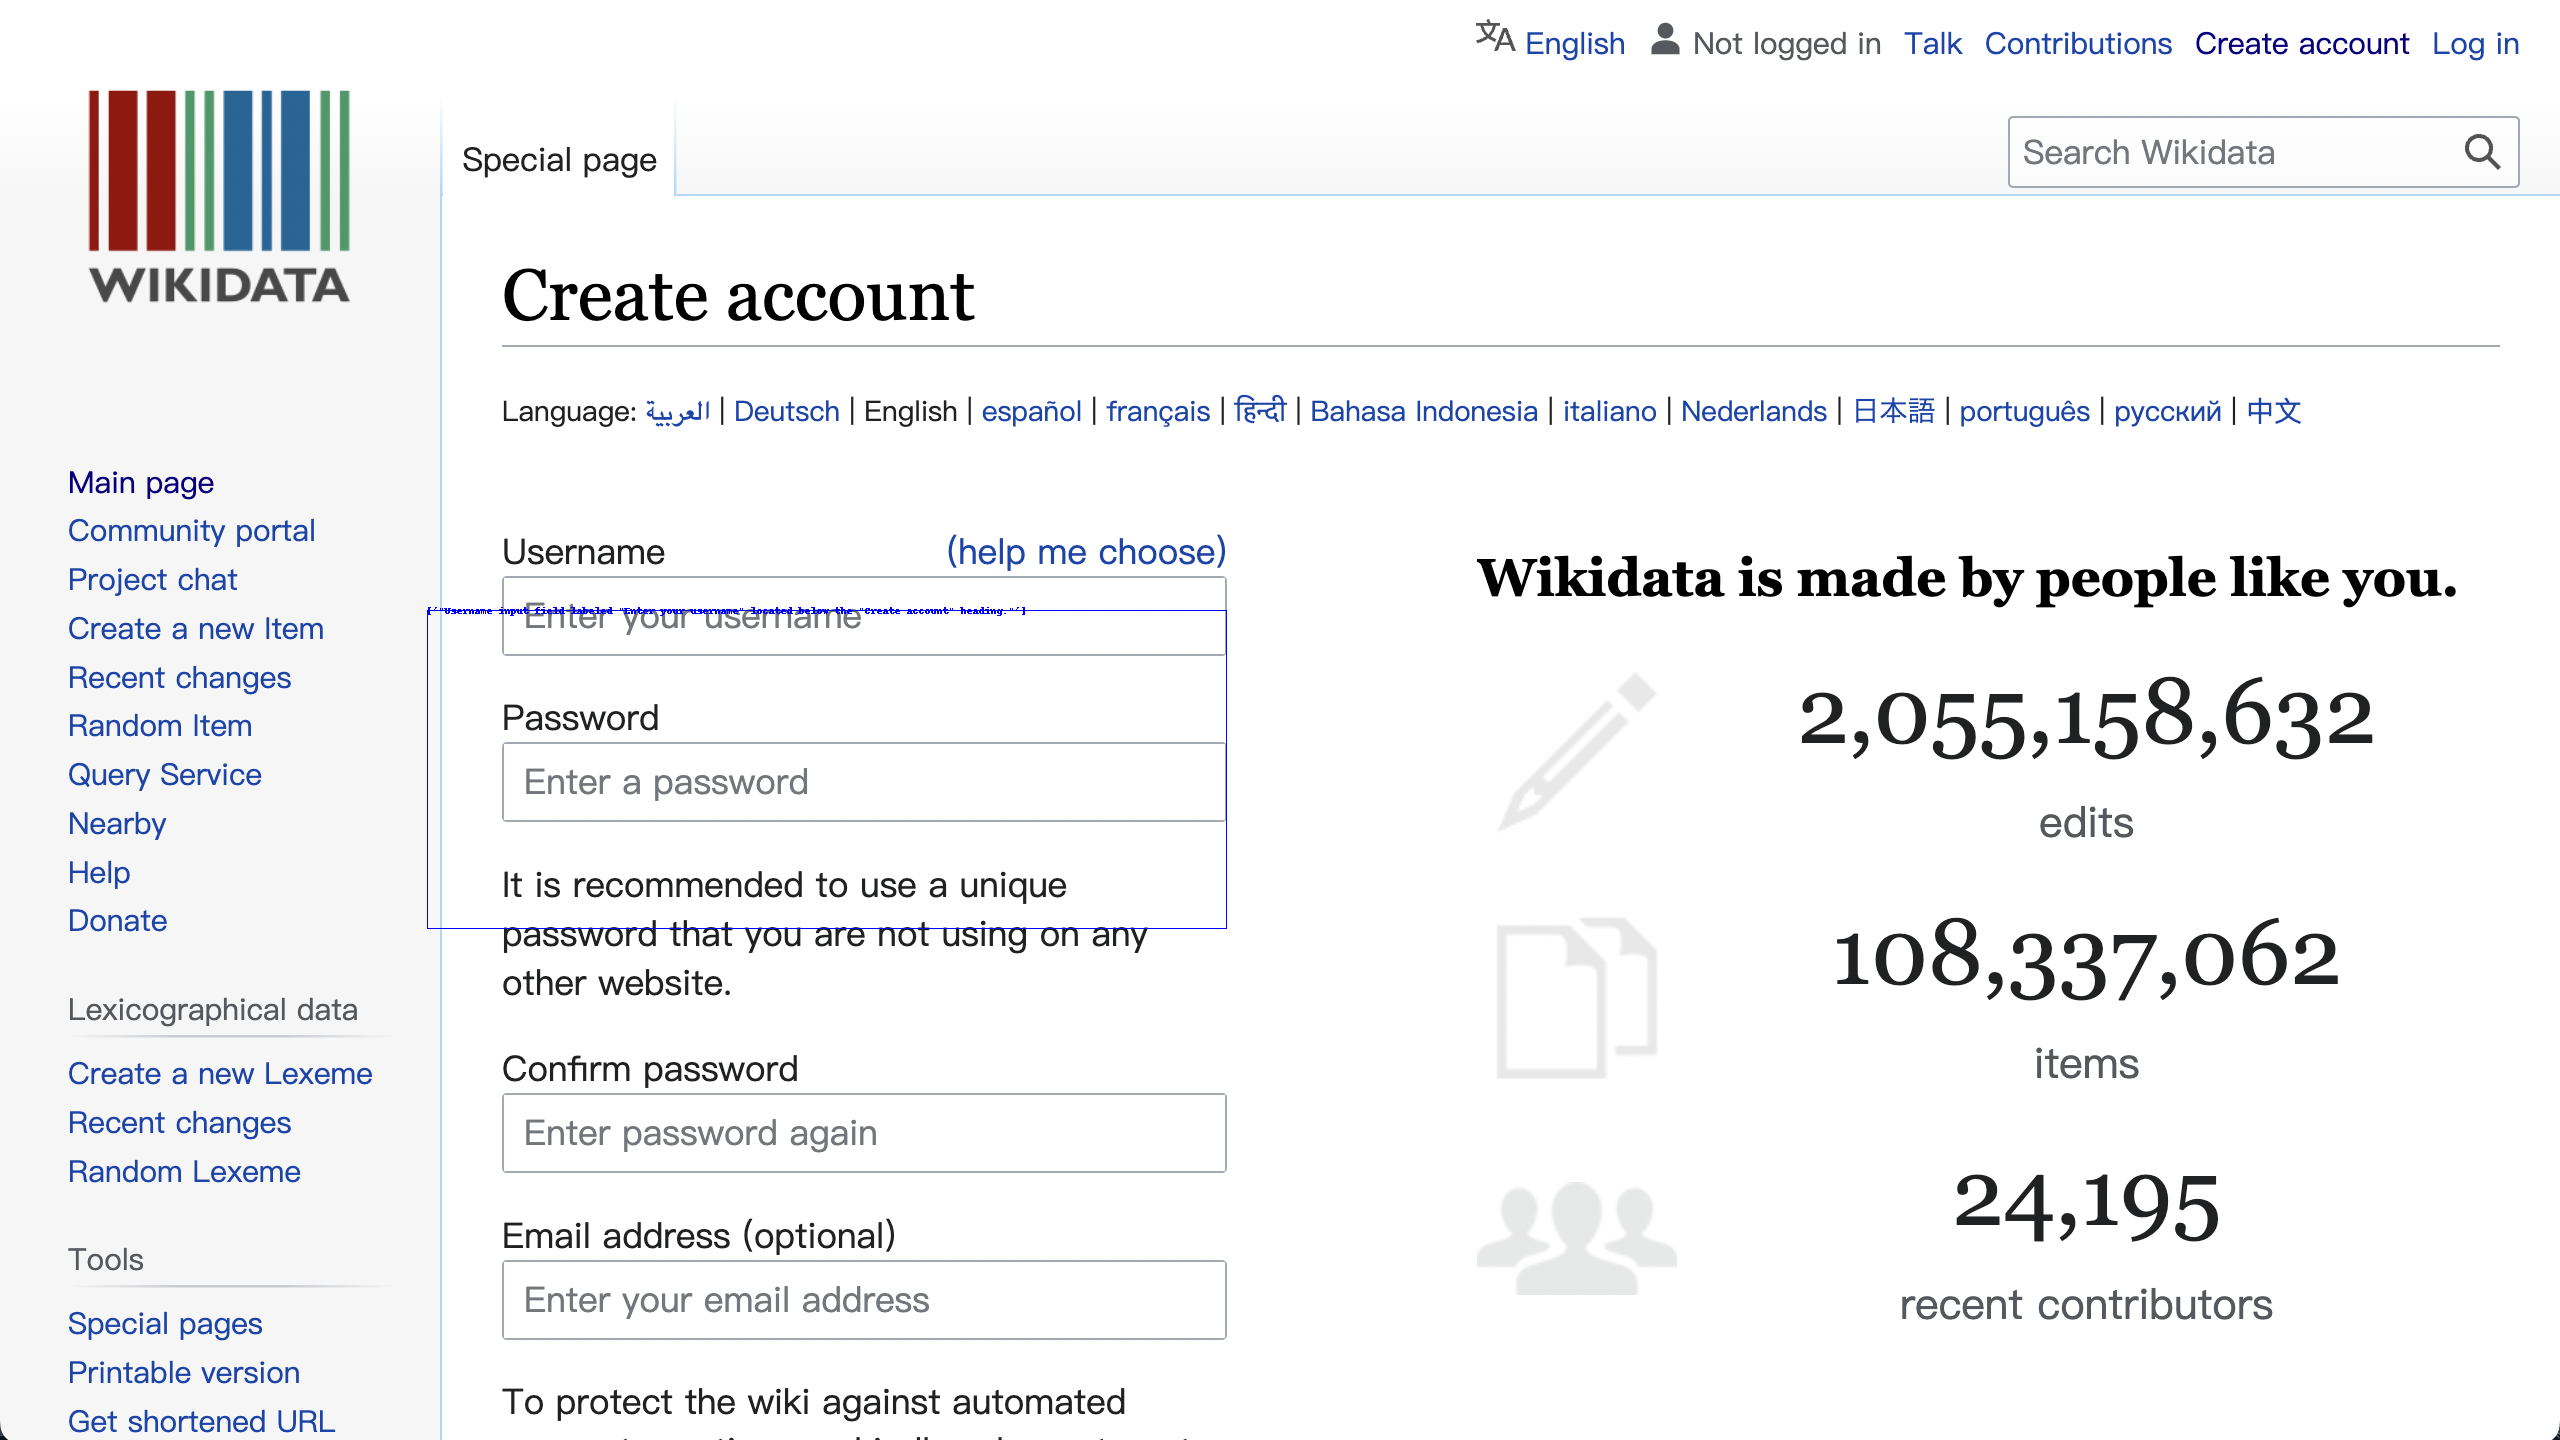 English Not logged in Talk Contributions Create account Log in
WIKIDATA
Special page
Search Wikidata
Create account
Language: العربية | Deutsch | English | español | français | हिन्दी | Bahasa Indonesia | italiano | Nederlands | 日本語 | português | русский | 中文
Main page
Community portal
Project chat
Create a new Item
Recent changes
Random Item
Query Service
Nearby
Help
Donate
Lexicographical data
Create a new Lexeme
Recent changes
Random Lexeme
Tools
Special pages
Printable version
Get shortened URL
Username (help me choose)
['"Username input field labeled "Enter your username" located below the "Create account" heading."']
Enter your username
Password
Enter a password
It is recommended to use a unique
password that you are not using on any
other website.
Confirm password
Enter password again
Email address (optional)
Enter your email address
To protect the wiki against automated
Wikidata is made by people like you.
2,055,158,632
edits
108,337,062
items
24,195
recent contributors